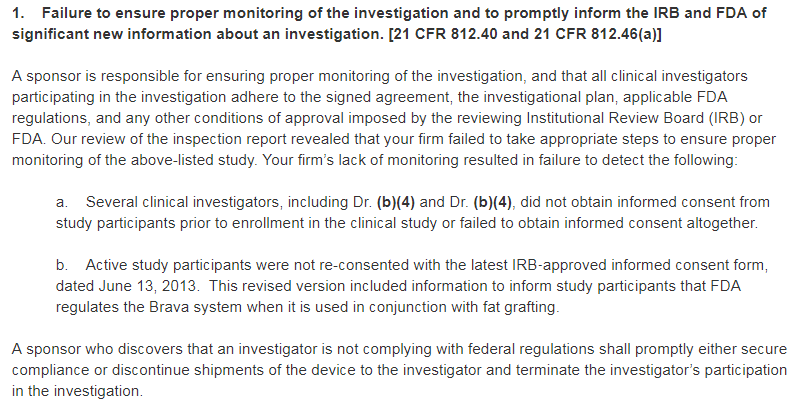 1. Failure to ensure proper monitoring of the investigation and to promptly inform the IRB and FDA of
significant new information about an investigation. [21 CFR 812.40 and 21 CFR 812.46(a)]
A sponsor is responsible for ensuring proper monitoring of the investigation, and that all clinical investigators
participating in the investigation adhere to the signed agreement, the investigational plan, applicable FDA
regulations, and any other conditions of approval imposed by the reviewing Institutional Review Board (IRB) or
FDA. Our review of the inspection report revealed that your firm failed to take appropriate steps to ensure proper
monitoring of the above-listed study. Your firm's lack of monitoring resulted in failure to detect the following:
a. Several clinical investigators, including Dr. (b)(4) and Dr. (b)(4), did not obtain informed consent from
study participants prior to enrollment in the clinical study or failed to obtain informed consent altogether.
b. Active study participants were not re-consented with the latest IRB-approved informed consent form,
dated June 13, 2013. This revised version included information to inform study participants that FDA
regulates the Brava system when it is used in conjunction with fat grafting.
A sponsor who discovers that an investigator is not complying with federal regulations shall promptly either secure
compliance or discontinue shipments of the device to the investigator and terminate the investigator's participation
in the investigation.